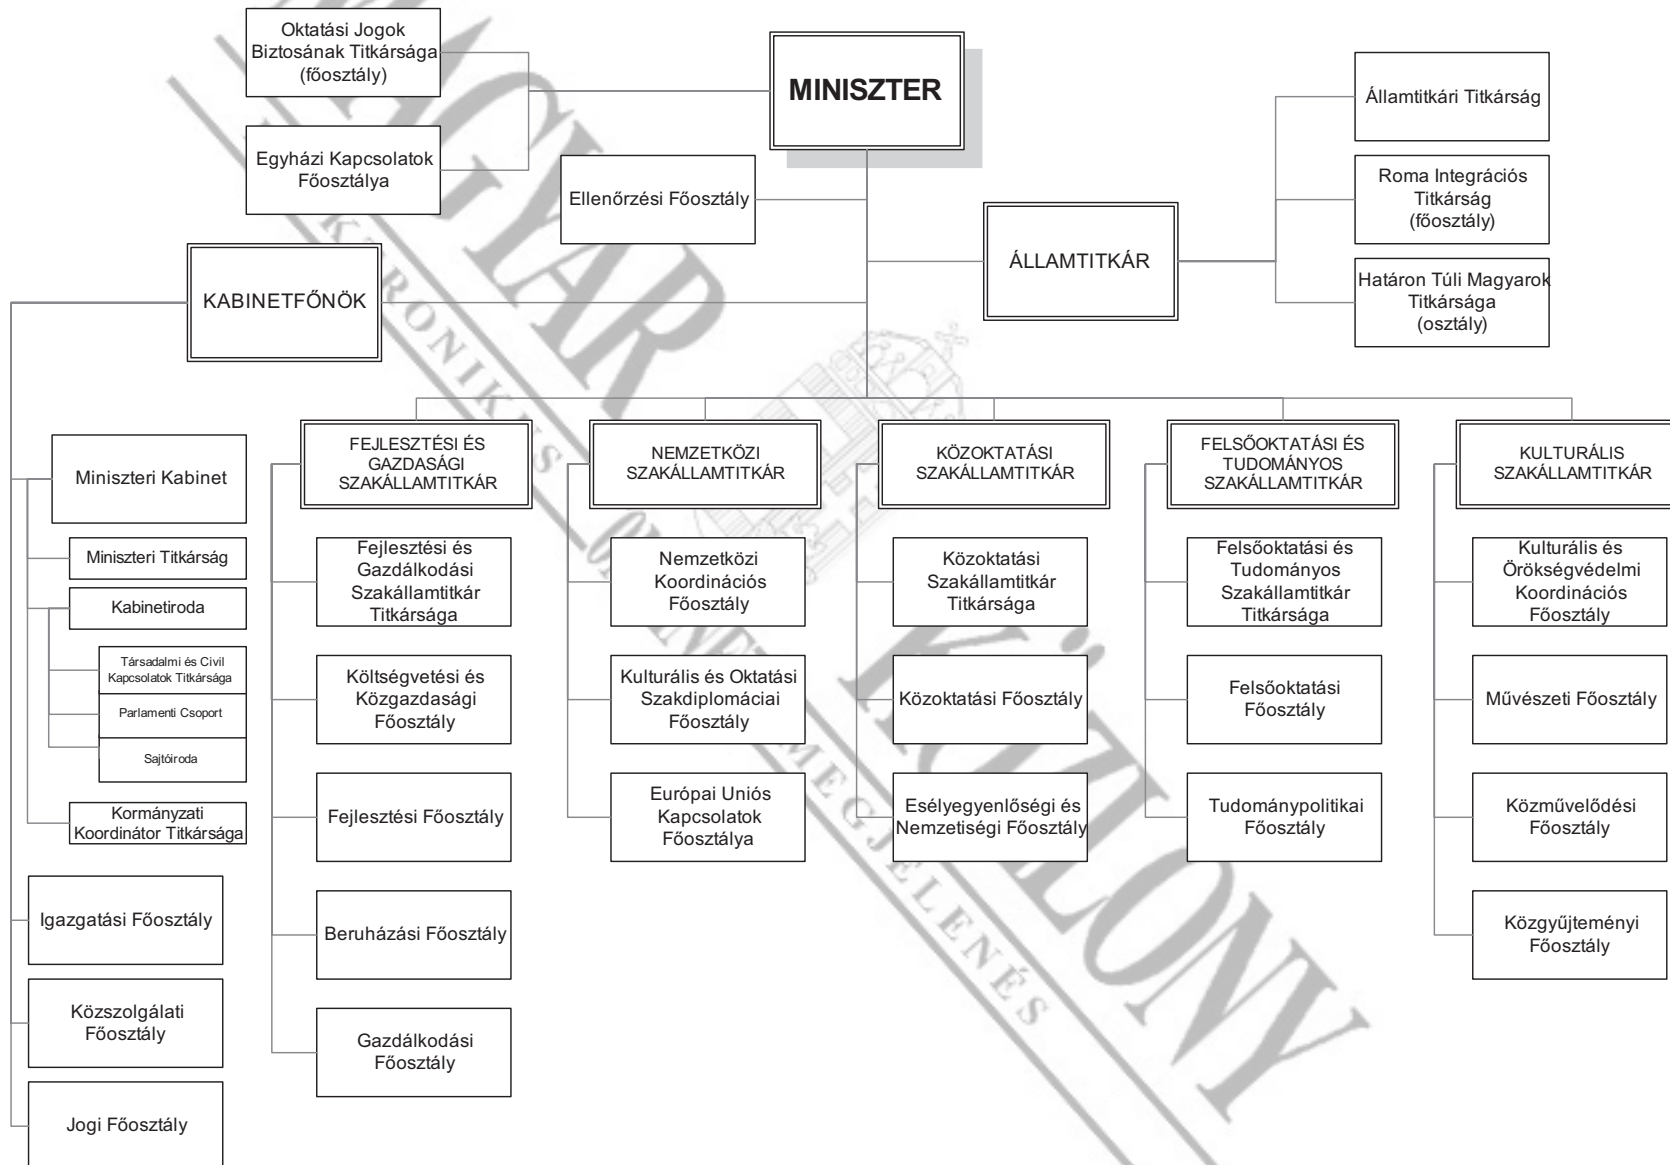 Oktatási Jogok
Biztosának Titkársága
(főosztály)
MINISZTER
Államtitkári Titkárság
Egyházi Kapcsolatok
Főosztálya
Ellenőrzési Főosztály
Roma Integrációs
Titkárság
(főosztály)
ÁLLAMTITKÁR
KABINETFŐNÖK
Határon Túli Magyarok
Titkársága
(osztály)
Miniszteri Kabinet
Miniszteri Titkárság
Kabinetiroda
Társadalmi és Civil
Kapcsolatok Titkársága
Parlamenti Csoport
Sajtóiroda
Kormányzati
Koordinátor Titkársága
Igazgatási Főosztály
Közszolgálati
Főosztály
Jogi Főosztály
FEJLESZTÉSI ÉS
GAZDASÁGI
SZAKÁLLAMTITKÁR
Fejlesztési és
Gazdálkodási
Szakállamtitkár
Titkársága
Költségvetési és
Közgazdasági
Főosztály
Fejlesztési Főosztály
Beruházási Főosztály
Gazdálkodási
Főosztály
NEMZETKÖZI
SZAKÁLLAMTITKÁR
Nemzetközi
Koordinációs
Főosztály
Kulturális és Oktatási
Szakdiplomáciai
Főosztály
Európai Uniós
Kapcsolatok
Főosztálya
KÖZOKTATÁSI
SZAKÁLLAMTITKÁR
Közoktatási
Szakállamtitkár
Titkársága
Közoktatási Főosztály
Esélyegyenlőségi és
Nemzetiségi Főosztály
FELSŐOKTATÁSI ÉS
TUDOMÁNYOS
SZAKÁLLAMTITKÁR
Felsőoktatási és
Tudományos
Szakállamtitkár
Titkársága
Felsőoktatási
Főosztály
Tudománypolitikai
Főosztály
KULTURÁLIS
SZAKÁLLAMTITKÁR
Kulturális és
Örökségvédelmi
Koordinációs
Főosztály
Művészeti Főosztály
Közművelődési
Főosztály
Közgyűjteményi
Főosztály
MAGYAR
KÖZLÖNY
MEGJELENÉS